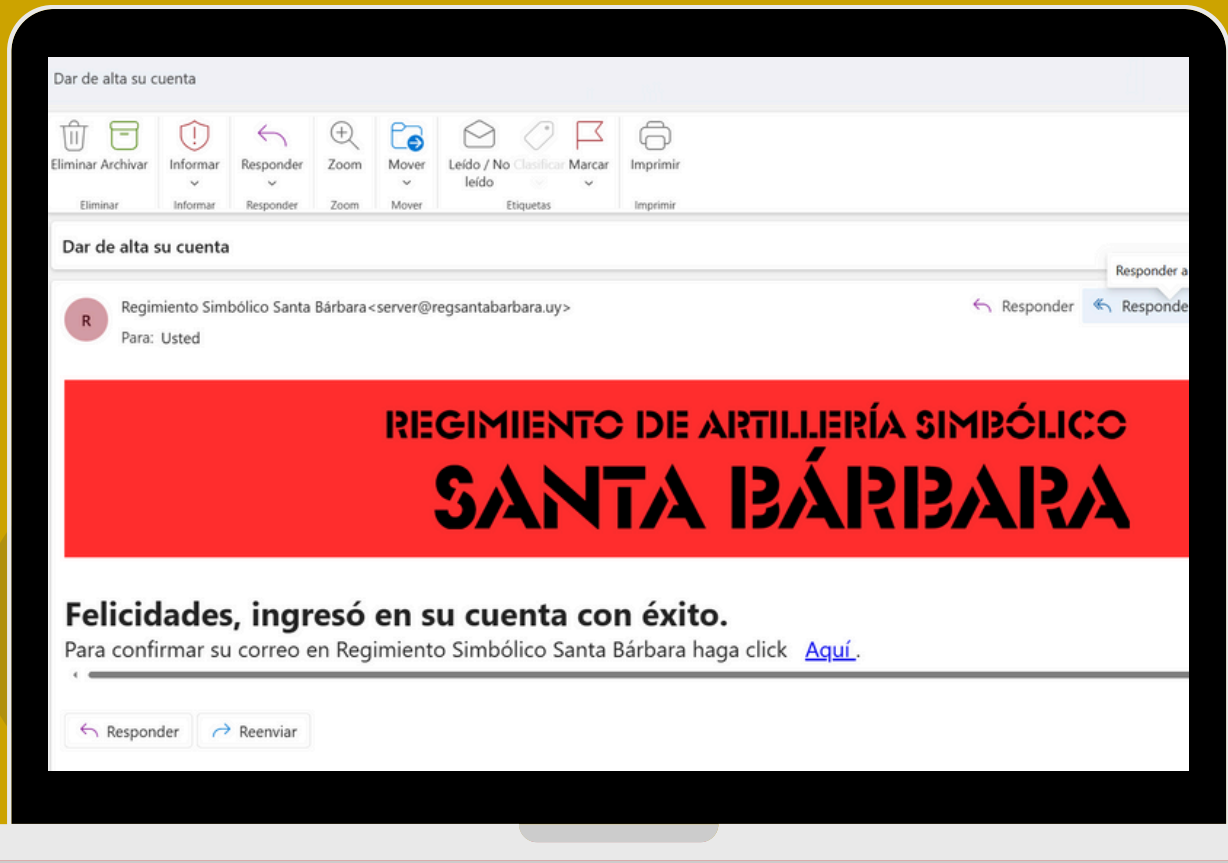 Dar de alta su cuenta
Eliminar Archivar Informar Responder Zoom Mover Leído / No leído Clasificar Marcar Imprimir
Eliminar Informar Responder Zoom Mover Etiquetas Imprimir
Dar de alta su cuenta
Responder a
R
Regimiento Simbólico Santa Bárbara<server@regsantabarbara.uy>
Responder Responde
Para: Usted
REGIMIENTO DE ARTILLERÍA SIMBÓLICO
SANTA BÁRBARA
Felicidades, ingresó en su cuenta con éxito.
Para confirmar su correo en Regimiento Simbólico Santa Bárbara haga click Aquí .
Responder Reenviar